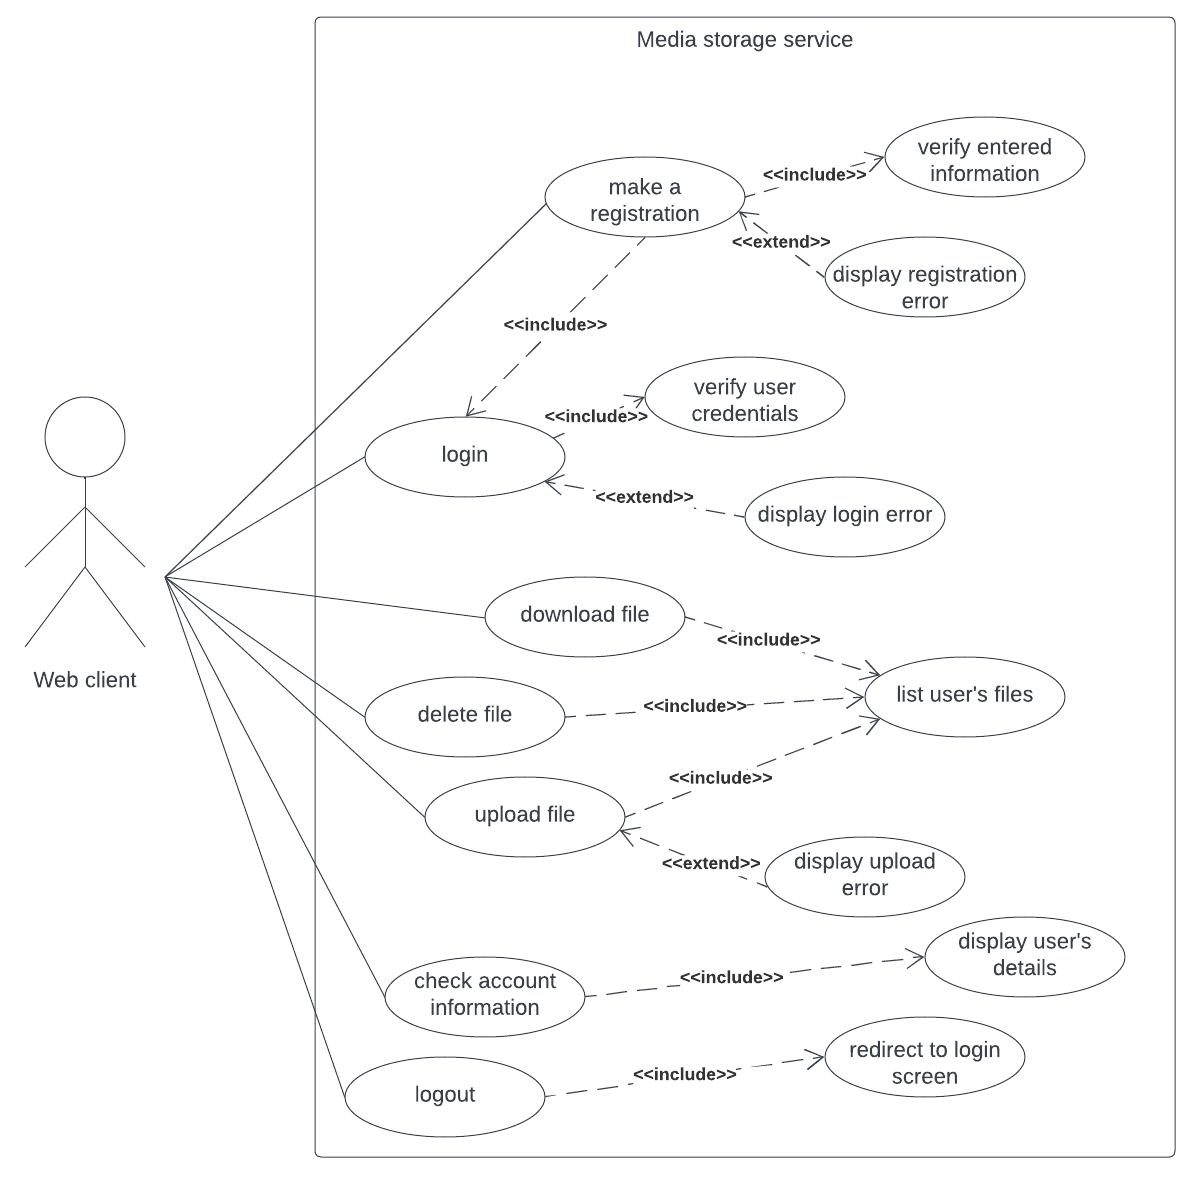 Media storage service
verify entered
information
<<include>>
make a
registration
<<extend>>
display registration
error
<<include>>
verify user
credentials
<<include>>
login
<<extend>>
display login error
download file
<<include>>
list user's files
Web client
delete file
<<include>>
<<include>>
upload file
<<extend>>
display upload
error
display user's
details
<<include>>
check account
information
redirect to login
screen
<<include>>
logout